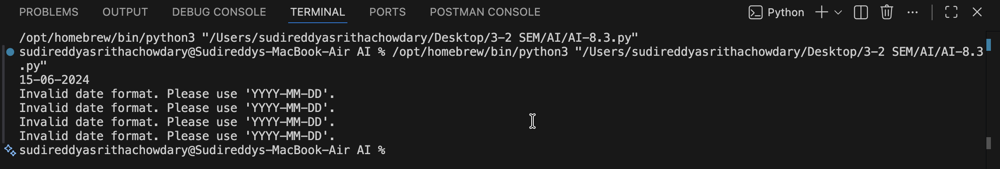 PROBLEMS OUTPUT DEBUG CONSOLE TERMINAL PORTS POSTMAN CONSOLE Python
/opt/homebrew/bin/python3 "/Users/sudireddyasrithachowdary/Desktop/3-2 SEM/AI/AI-8.3.py"
sudireddyasrithachowdary@Sudireddys-MacBook-Air AI % /opt/homebrew/bin/python3 "/Users/sudireddyasrithachowdary/Desktop/3-2 SEM/AI/AI-8.3
.py"
15-06-2024
Invalid date format. Please use 'YYYY-MM-DD'.
Invalid date format. Please use 'YYYY-MM-DD'.
Invalid date format. Please use 'YYYY-MM-DD'.
Invalid date format. Please use 'YYYY-MM-DD'.
sudireddyasrithachowdary@Sudireddys-MacBook-Air AI %